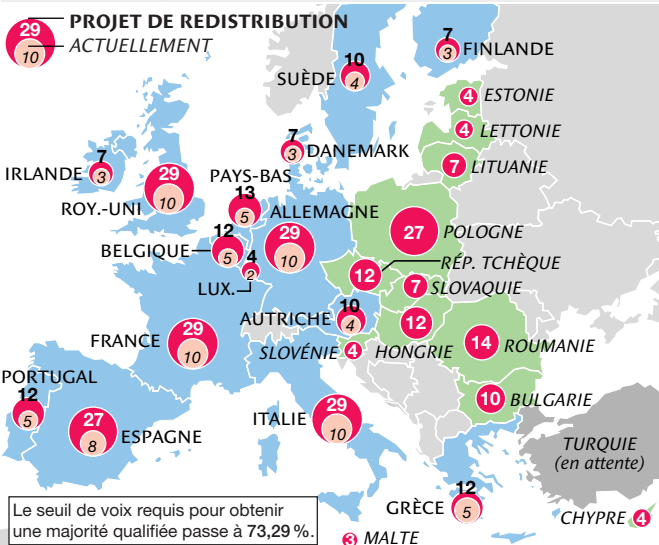 29 PROJET DE REDISTRIBUTION
10 ACTUELLEMENT
7
3 FINLANDE
10
SUÈDE 4
4 ESTONIE
4 LETTONIE
7 LITUANIE
7
3 DANEMARK
7
IRLANDE 3
29
10
ROY.-UNI
PAYS-BAS
13
5
ALLEMAGNE
29
10
27 POLOGNE
12
BELGIQUE 5
4
2
LUX.
RÉP. TCHÈQUE
12
7 SLOVAQUIE
10
AUTRICHE 4
12
HONGRIE
SLOVÉNIE 4
14 ROUMANIE
10 BULGARIE
29
FRANCE 10
PORTUGAL
12
5
27
8 ESPAGNE
29
ITALIE 10
TURQUIE
(en attente)
12
GRÈCE 5
CHYPRE 4
3 MALTE
Le seuil de voix requis pour obtenir
une majorité qualifiée passe à 73,29 %.